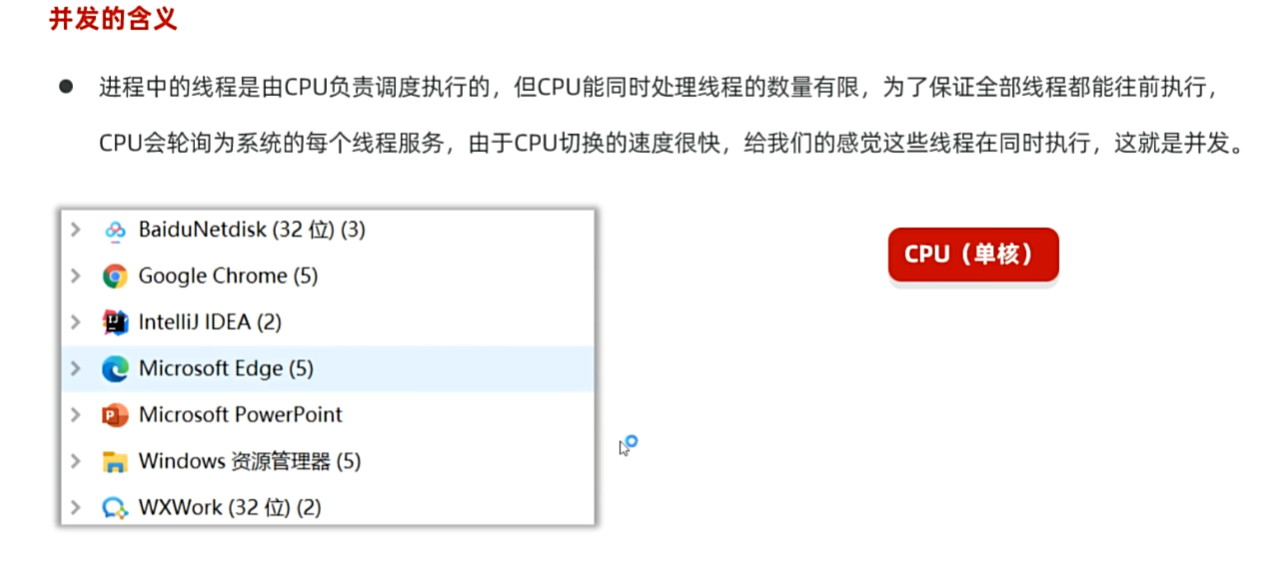 并发的含义
● 进程中的线程是由CPU负责调度执行的，但CPU能同时处理线程的数量有限，为了保证全部线程都能往前执行，
CPU会轮询为系统的每个线程服务，由于CPU切换的速度很快，给我们的感觉这些线程在同时执行，这就是并发。
BaiduNetdisk (32 位) (3)
CPU（单核）
Google Chrome (5)
IntelliJ IDEA (2)
Microsoft Edge (5)
Microsoft PowerPoint
Windows 资源管理器 (5)
WXWork (32 位) (2)